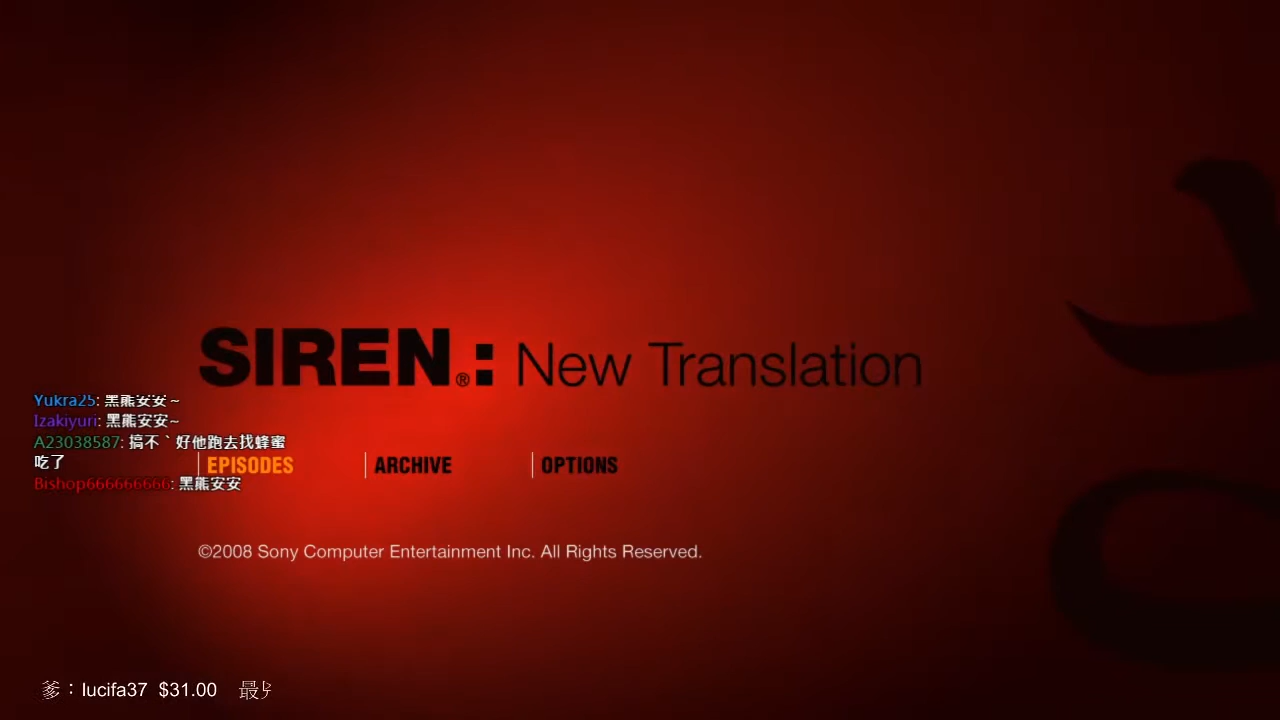 SIREN®: New Translation
Yukra25: 黑熊安安~
Izakiyuri: 黑熊安安~
A23038587: 搞不ˋ好他跑去找蜂蜜
吃了
EPISODES ARCHIVE OPTIONS
Bishop666666666: 黑熊安安
©2008 Sony Computer Entertainment Inc. All Rights Reserved.
爹：lucifa37 $31.00 最